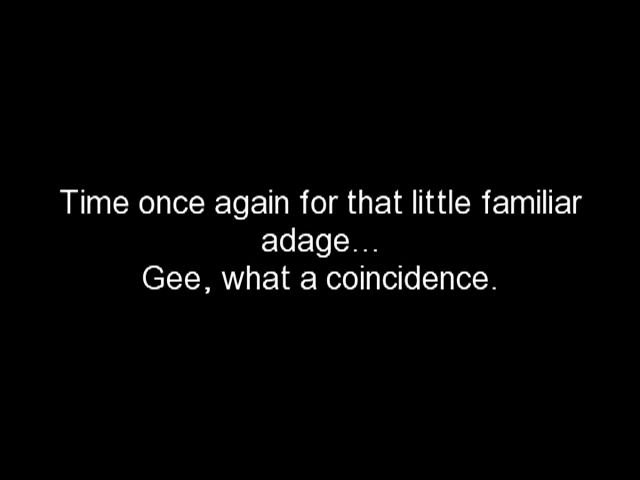 Time once again for that little familiar
adage...
Gee, what a coincidence.